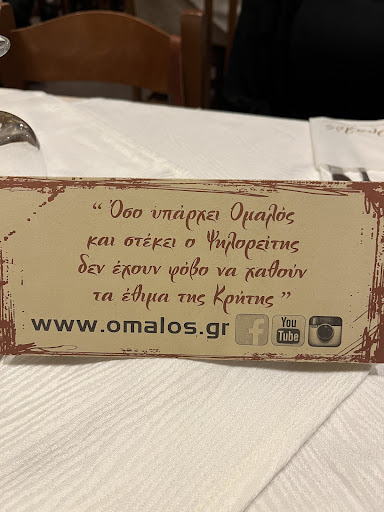 “ Όσο υπάρχει Ομαλός
και στέκει ο Ψηλορείτης
δεν έχουν φόβο να χαθούν
τα έθιμα της Κρήτης ”
www.omalos.gr f You Tube